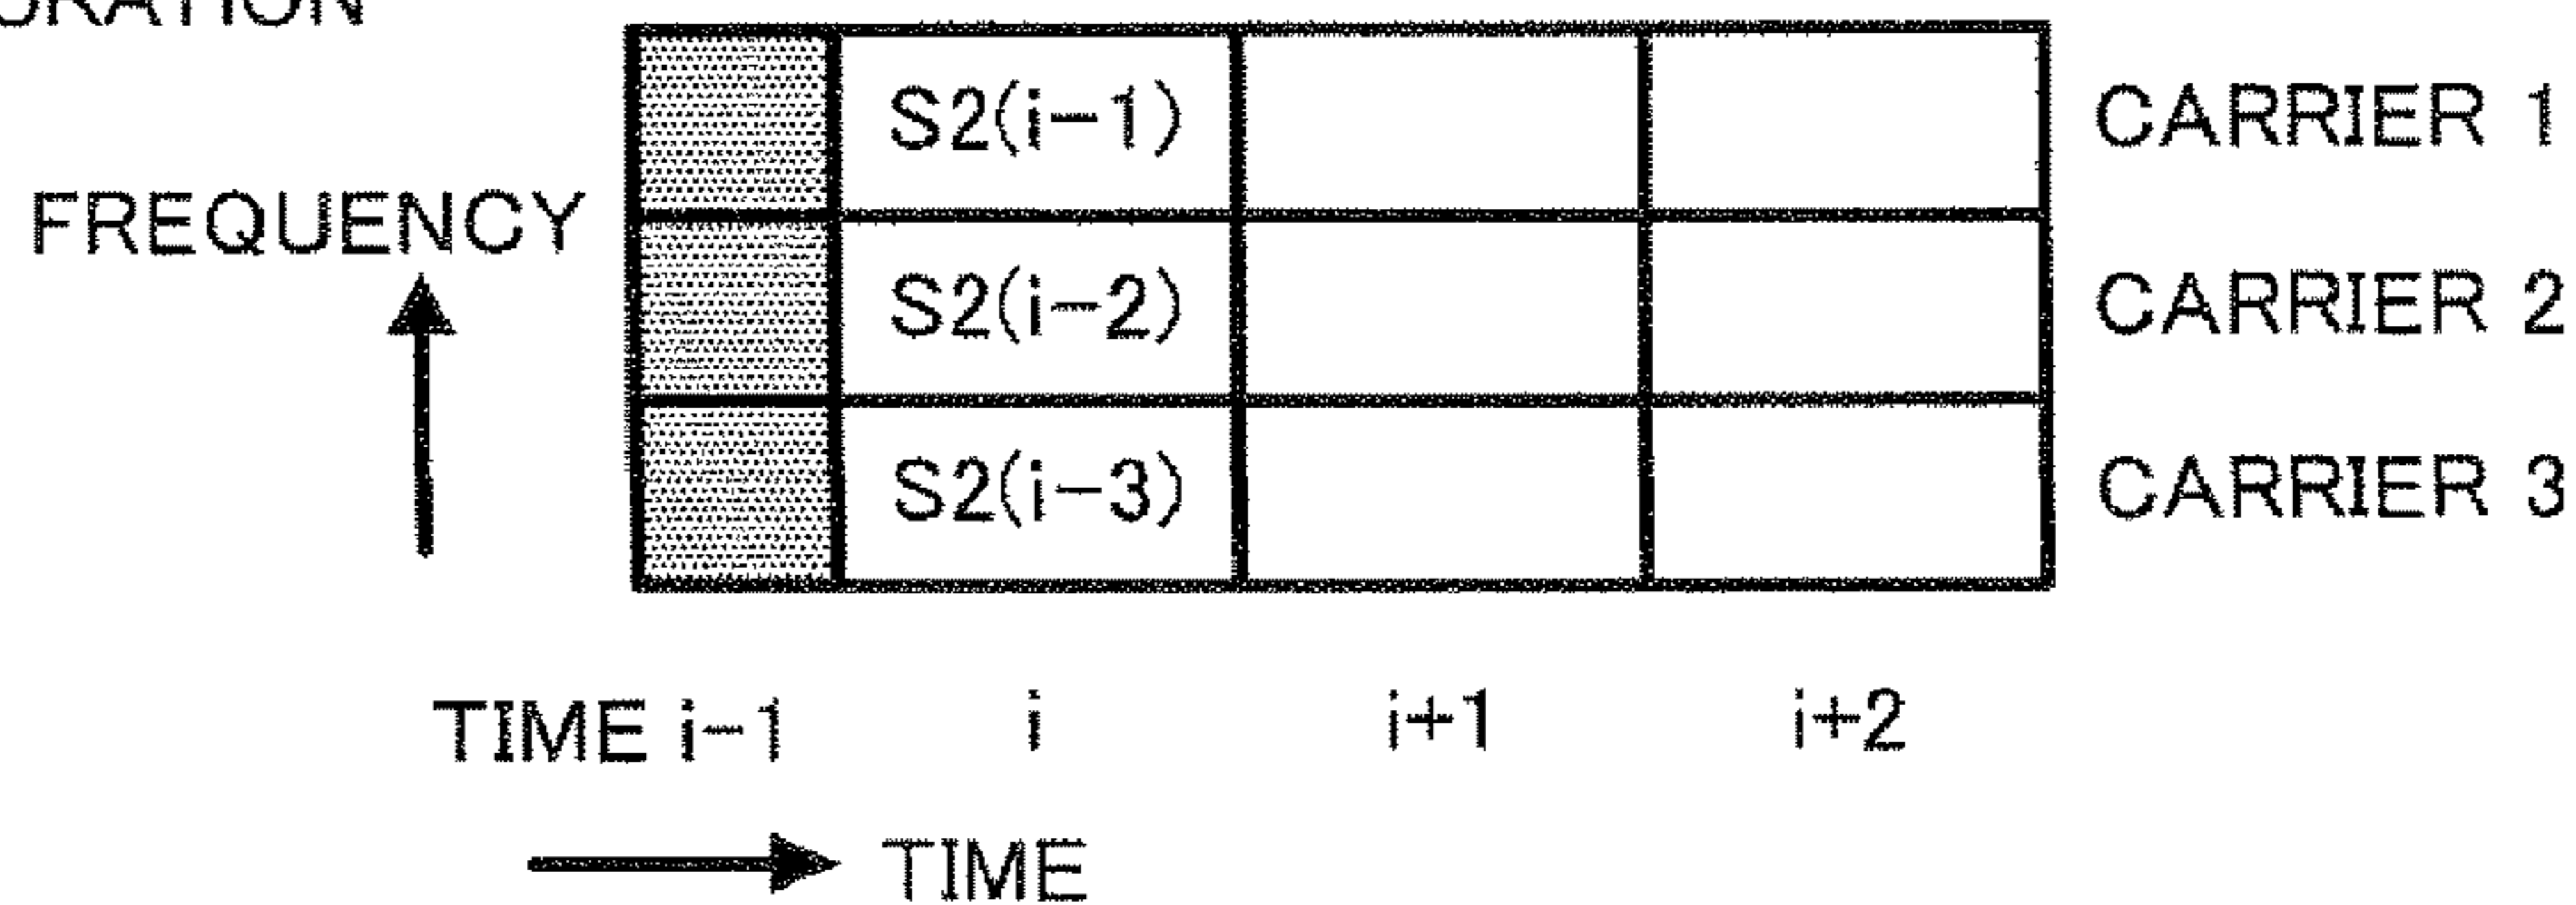 S2(i-1) CARRIER 1
FREQUENCY
S2(i-2) CARRIER 2
S2(i-3) CARRIER 3
TIME i-1 i i+1 i+2
TIME